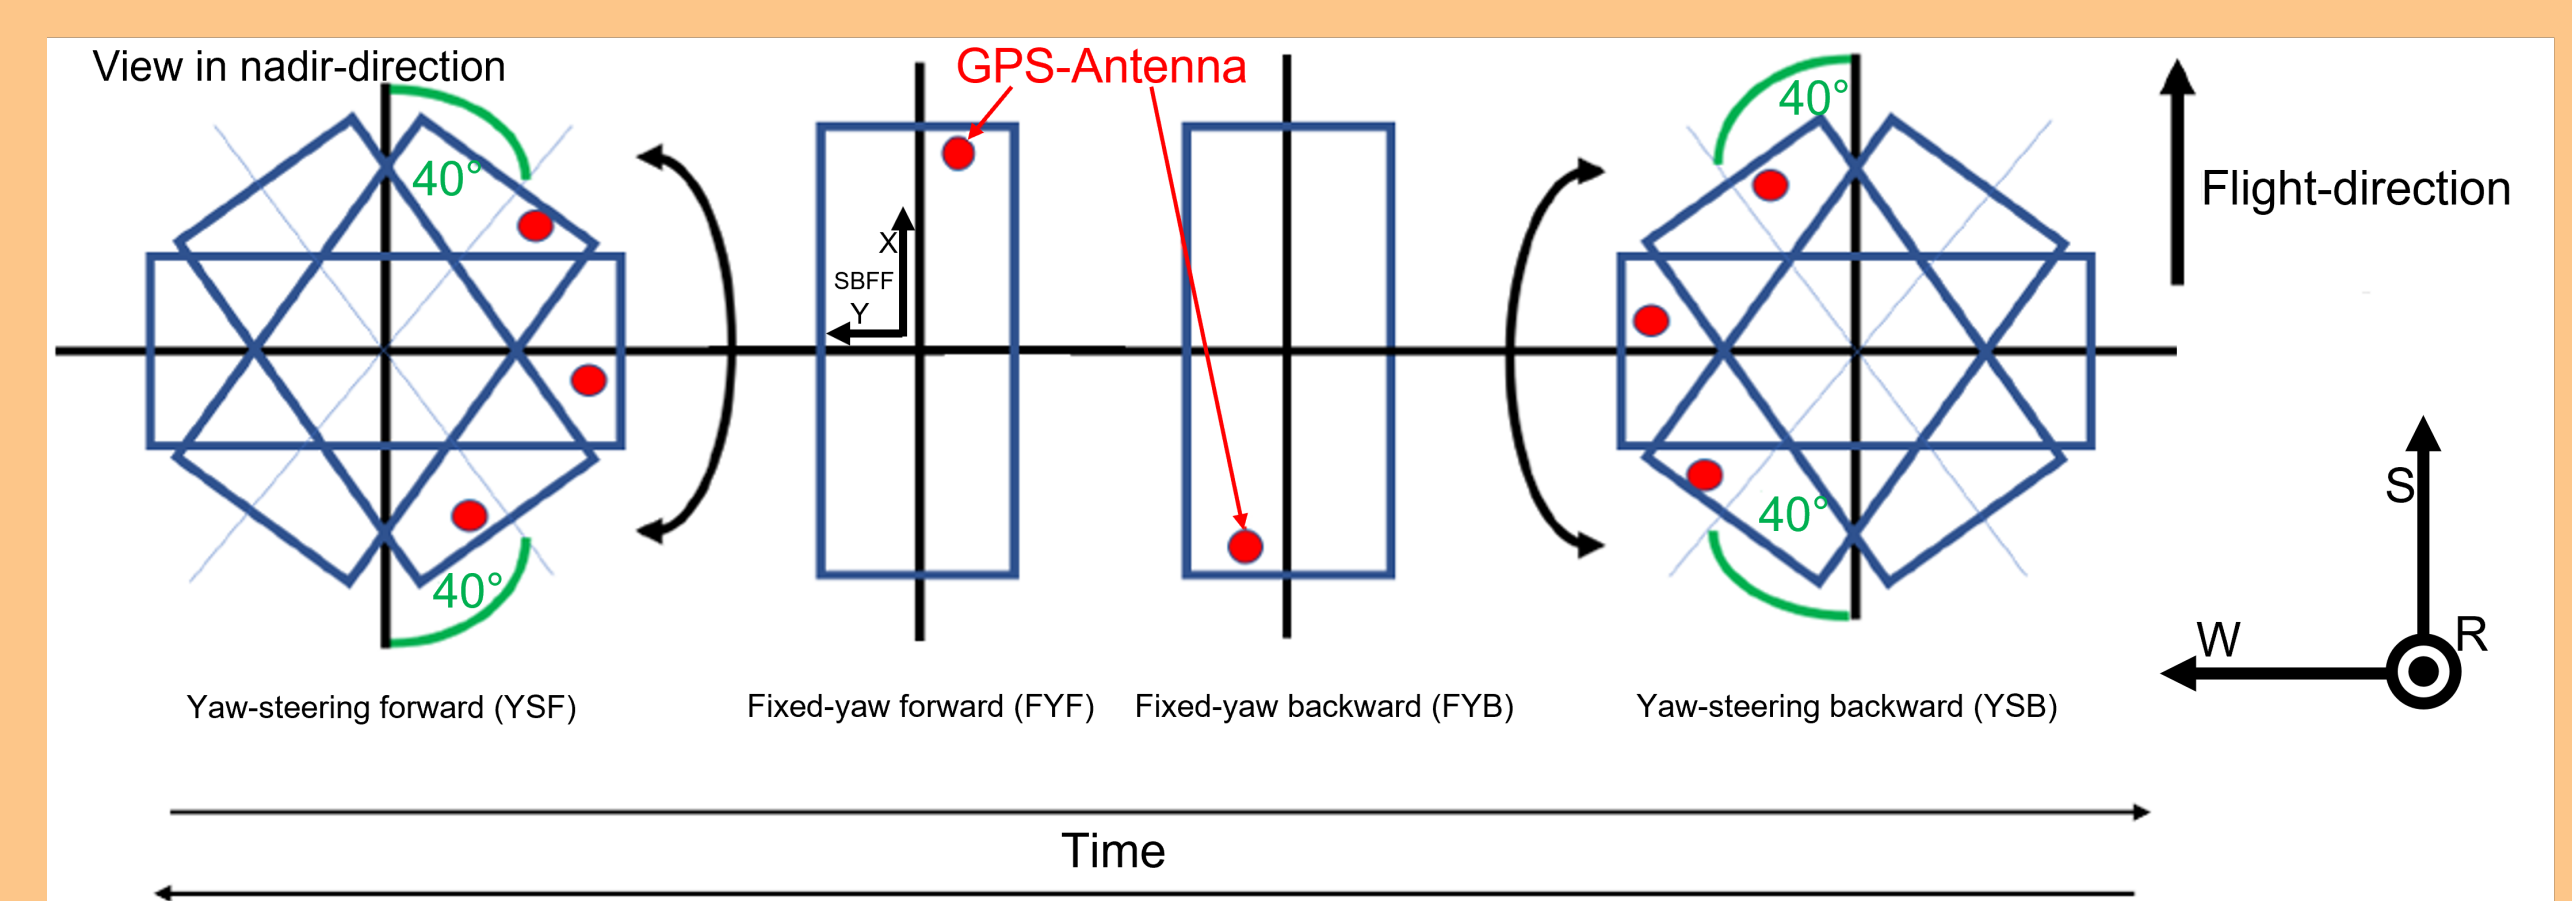 View in nadir-direction
GPS-Antenna
40°
40°
Flight-direction
40°
X
SBFF
Y
S
40°
40°
W
R
Yaw-steering forward (YSF)
Fixed-yaw forward (FYF)
Fixed-yaw backward (FYB)
Yaw-steering backward (YSB)
Time